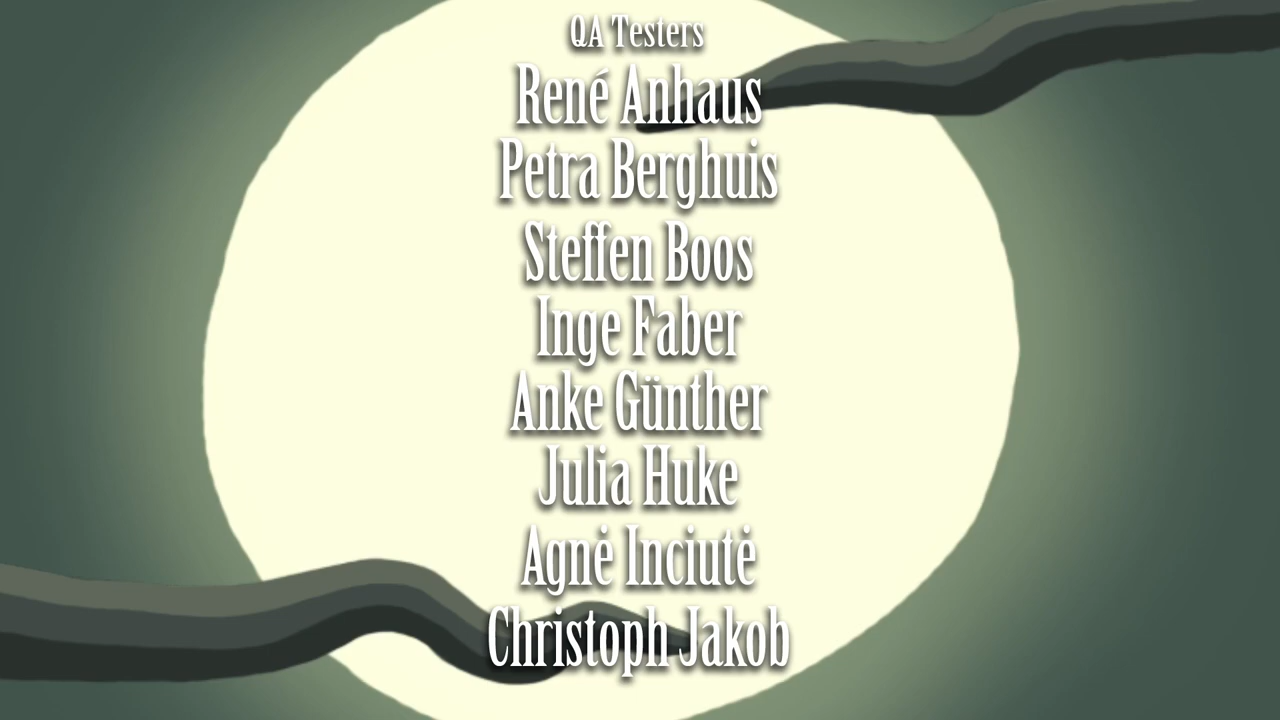 QA Testers
René Anhaus
Petra Berghuis
Steffen Boos
Inge Faber
Anke Günther
Julia Huke
Agnė Inciutė
Christoph Jakob